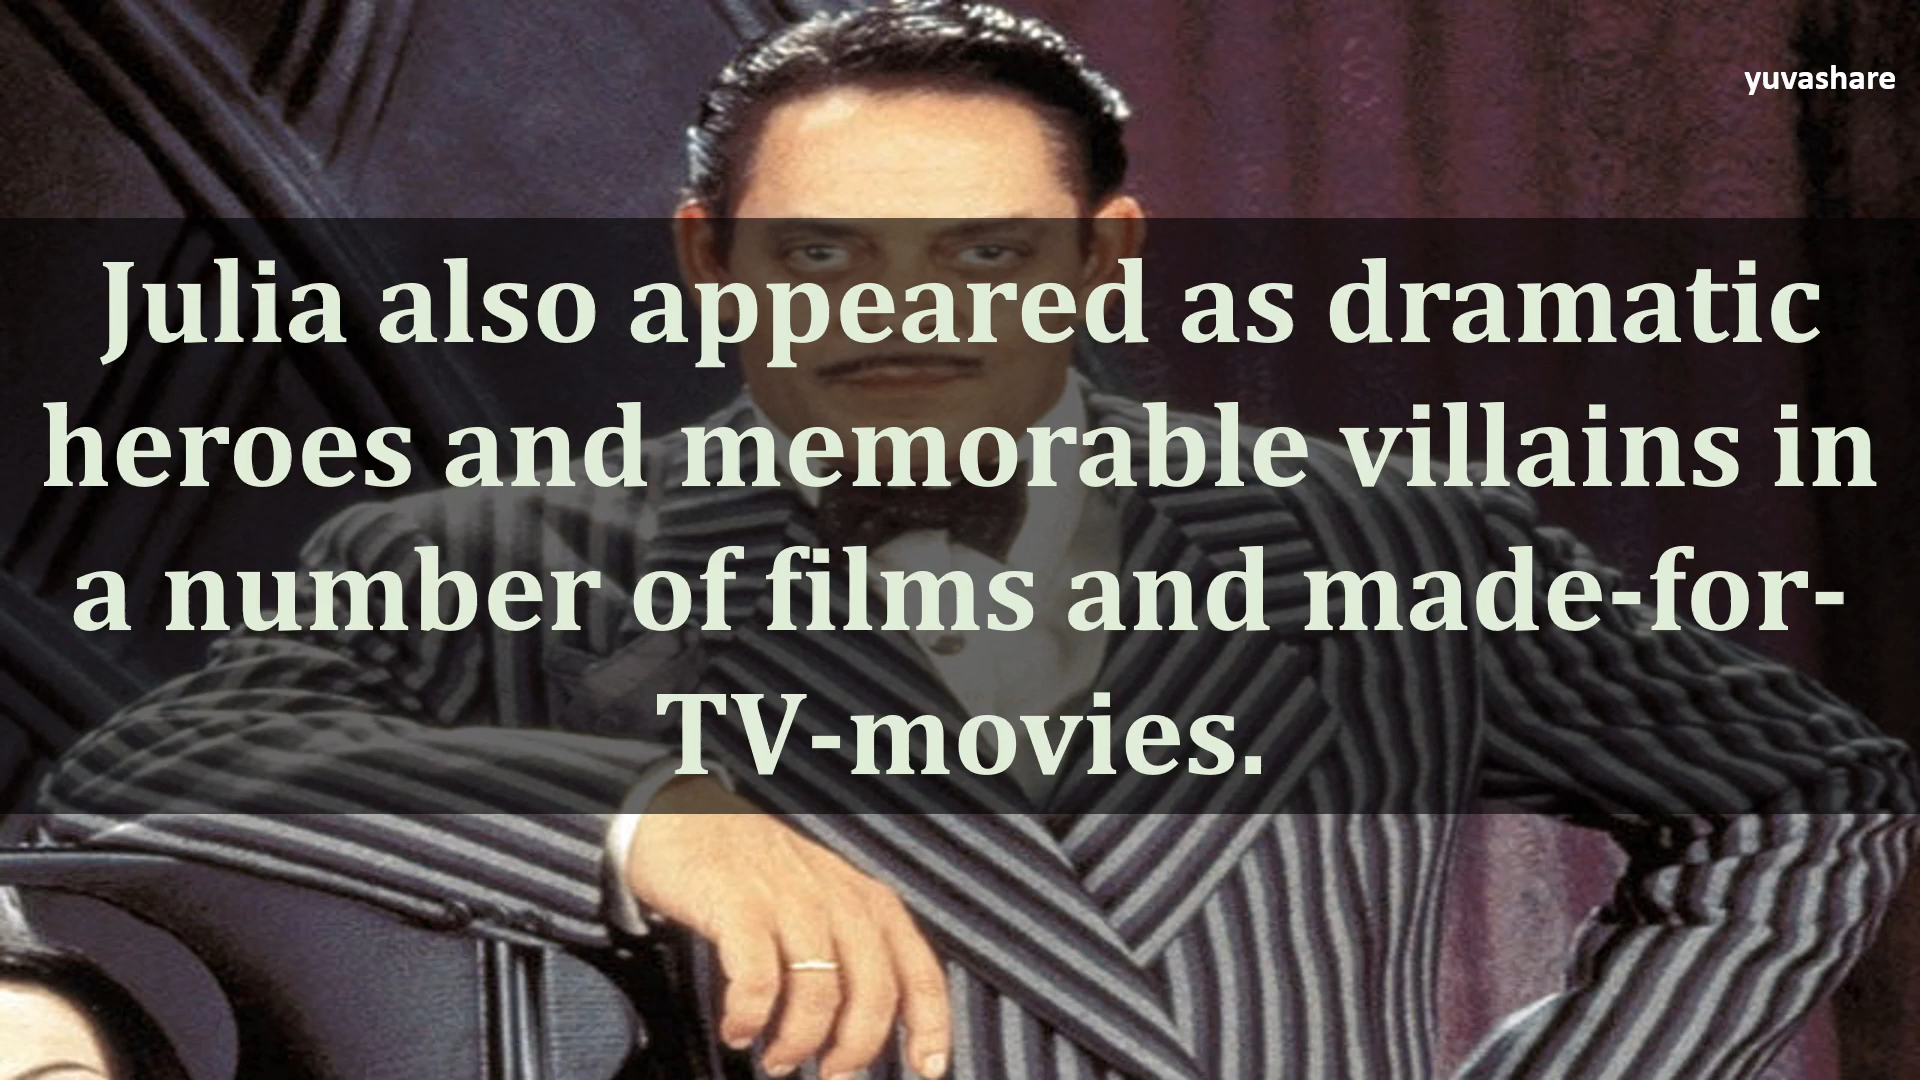 yuvashare
Julia also appeared as dramatic
heroes and memorable villains in
a number of films and made-for-
TV-movies.